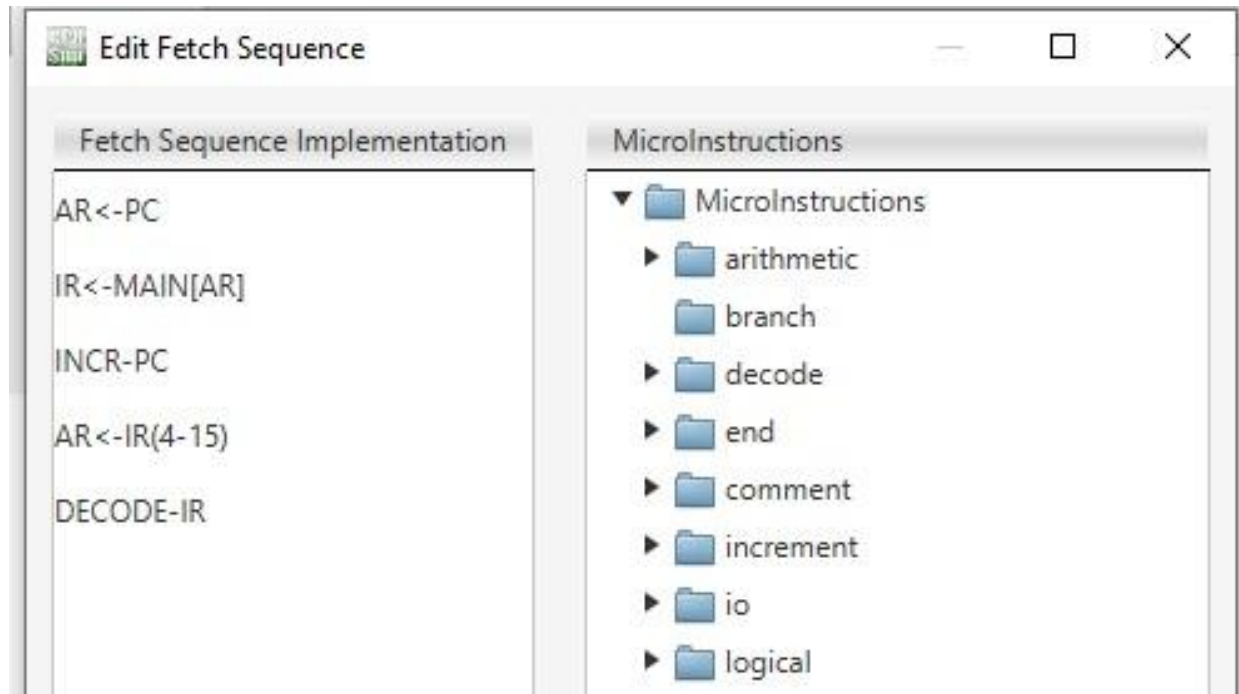 Edit Fetch Sequence
Fetch Sequence Implementation
AR<-PC
IR<-MAIN[AR]
INCR-PC
AR<-IR(4-15)
DECODE-IR
MicroInstructions
MicroInstructions
arithmetic
branch
decode
end
comment
increment
io
logical